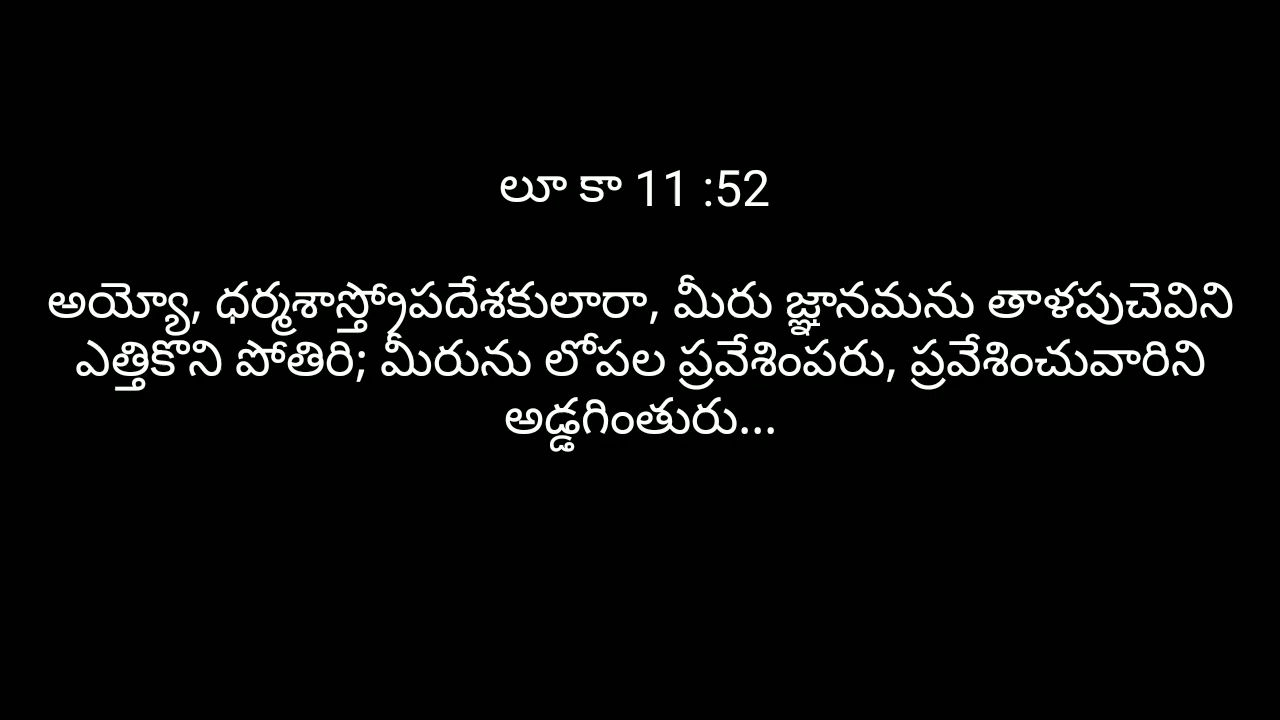 లూ కా 11 :52
అయ్యో, ధర్మశాస్త్రోపదేశకులారా, మీరు జ్ఞానమను తాళపుచెవిని
ఎత్తికొని పోతిరి; మీరును లోపల ప్రవేశింపరు, ప్రవేశించువారిని
అడ్డగింతురు...